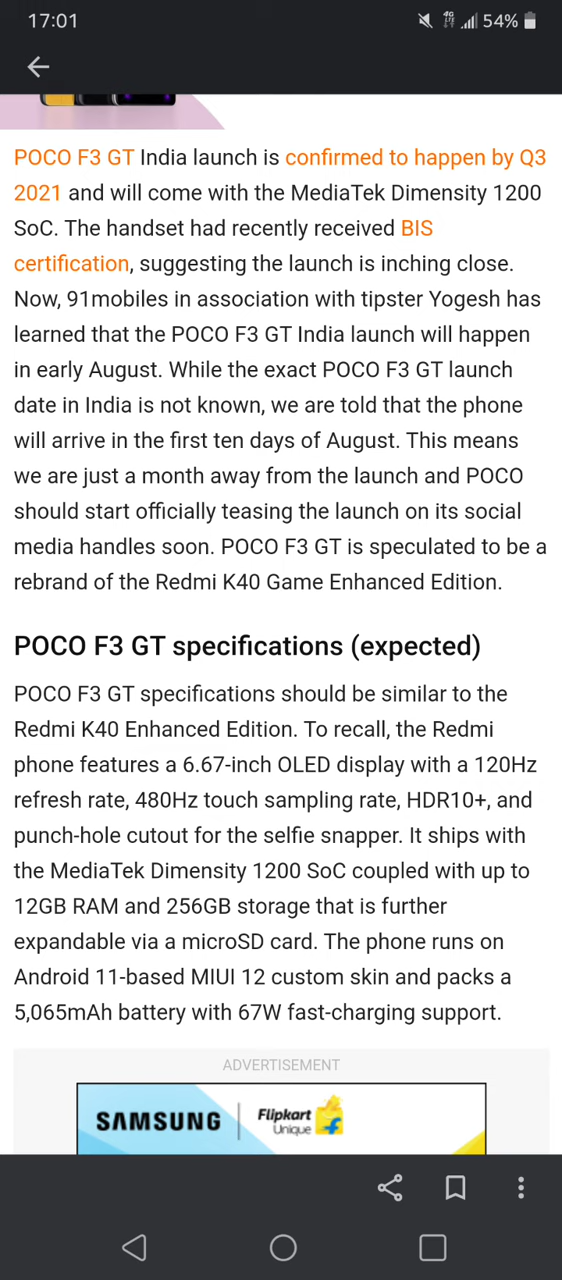 17:01
4G
LTE
54%
POCO F3 GT India launch is confirmed to happen by Q3
2021 and will come with the MediaTek Dimensity 1200
SoC. The handset had recently received BIS
certification, suggesting the launch is inching close.
Now, 91mobiles in association with tipster Yogesh has
learned that the POCO F3 GT India launch will happen
in early August. While the exact POCO F3 GT launch
date in India is not known, we are told that the phone
will arrive in the first ten days of August. This means
we are just a month away from the launch and POCO
should start officially teasing the launch on its social
media handles soon. POCO F3 GT is speculated to be a
rebrand of the Redmi K40 Game Enhanced Edition.
POCO F3 GT specifications (expected)
POCO F3 GT specifications should be similar to the
Redmi K40 Enhanced Edition. To recall, the Redmi
phone features a 6.67-inch OLED display with a 120Hz
refresh rate, 480Hz touch sampling rate, HDR10+, and
punch-hole cutout for the selfie snapper. It ships with
the MediaTek Dimensity 1200 SoC coupled with up to
12GB RAM and 256GB storage that is further
expandable via a microSD card. The phone runs on
Android 11-based MIUI 12 custom skin and packs a
5,065mAh battery with 67W fast-charging support.
ADVERTISEMENT
SAMSUNG
Flipkart
Unique